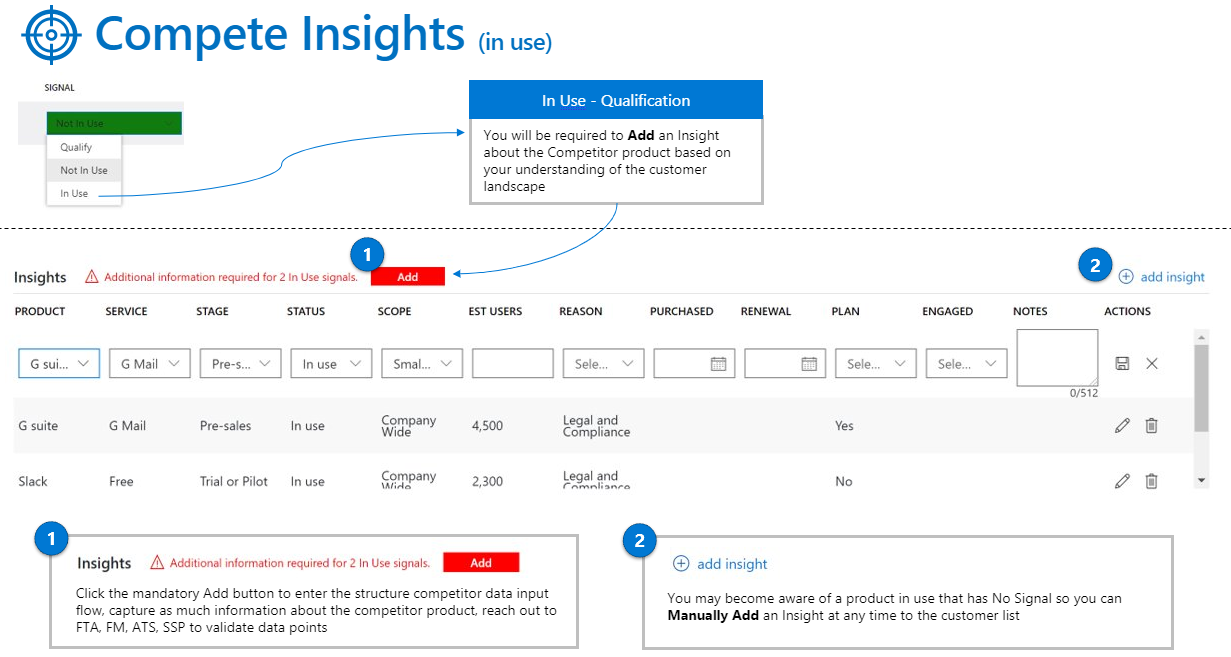 Compete Insights (in use)
SIGNAL
Not In Use
Qualify
Not In Use
In Use
In Use - Qualification
You will be required to Add an Insight
about the Competitor product based on
your understanding of the customer
landscape
1
2
Insights Additional information required for 2 In Use signals. Add add insight
PRODUCT SERVICE STAGE STATUS SCOPE EST USERS REASON PURCHASED RENEWAL PLAN ENGAGED NOTES ACTIONS
G sui... G Mail Pre-s... In use Smal... Sele... Sele... Sele...
0/512
G suite G Mail Pre-sales In use Company Wide 4,500 Legal and Compliance Yes
Slack Free Trial or Pilot In use Company Wide 2,300 Legal and Compliance No
1
Insights Additional information required for 2 In Use signals. Add
Click the mandatory Add button to enter the structure competitor data input
flow, capture as much information about the competitor product, reach out to
FTA, FM, ATS, SSP to validate data points
2
add insight
You may become aware of a product in use that has No Signal so you can
Manually Add an Insight at any time to the customer list